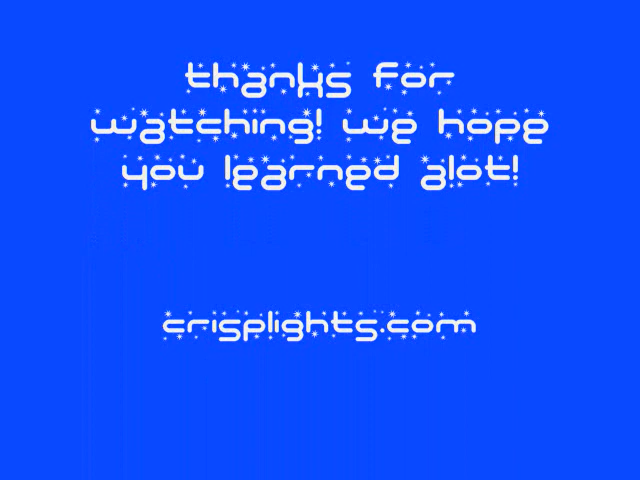 thanks for
watching! we hope
you learned alot!
crisplights.com